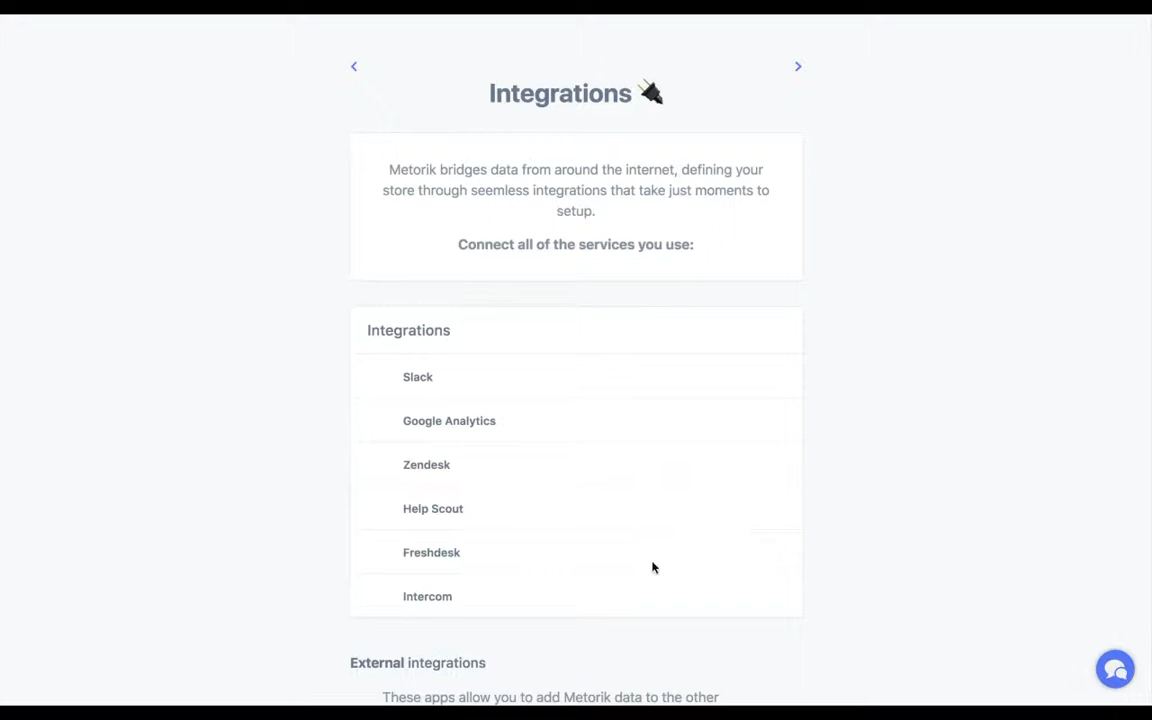 Integrations
Metorik bridges data from around the internet, defining your
store through seemless integrations that take just moments to
setup.
Connect all of the services you use:
Integrations
Slack
Google Analytics
Zendesk
Help Scout
Freshdesk
Intercom
External integrations
These apps allow you to add Metorik data to the other